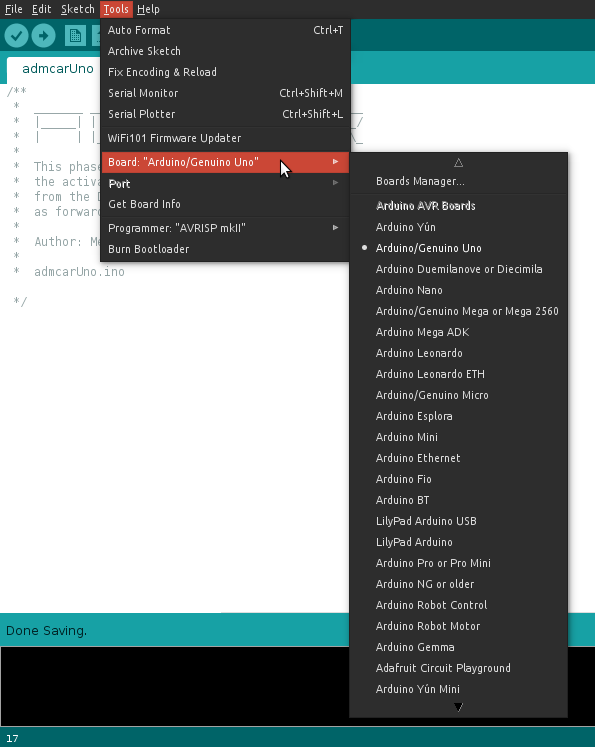 File Edit Sketch Tools Help
admcarUno
Auto Format Ctrl+T
Archive Sketch
Fix Encoding & Reload
Serial Monitor Ctrl+Shift+M
Serial Plotter Ctrl+Shift+L
WiFi101 Firmware Updater
Board: "Arduino/Genuino Uno"
Port
Get Board Info
Programmer: "AVRISP mkII"
Burn Bootloader
Boards Manager...
Arduino AVR Boards
Arduino Yún
Arduino/Genuino Uno
Arduino Duemilanove or Diecimila
Arduino Nano
Arduino/Genuino Mega or Mega 2560
Arduino Mega ADK
Arduino Leonardo
Arduino Leonardo ETH
Arduino/Genuino Micro
Arduino Esplora
Arduino Mini
Arduino Ethernet
Arduino Fio
Arduino BT
LilyPad Arduino USB
LilyPad Arduino
Arduino Pro or Pro Mini
Arduino NG or older
Arduino Robot Control
Arduino Robot Motor
Arduino Gemma
Adafruit Circuit Playground
Arduino Yún Mini
/**
*
*
*
*
* This phase
* the activa
* from the
* as forward
*
* Author:
*
* admcarUno.ino
*/
Done Saving.
17